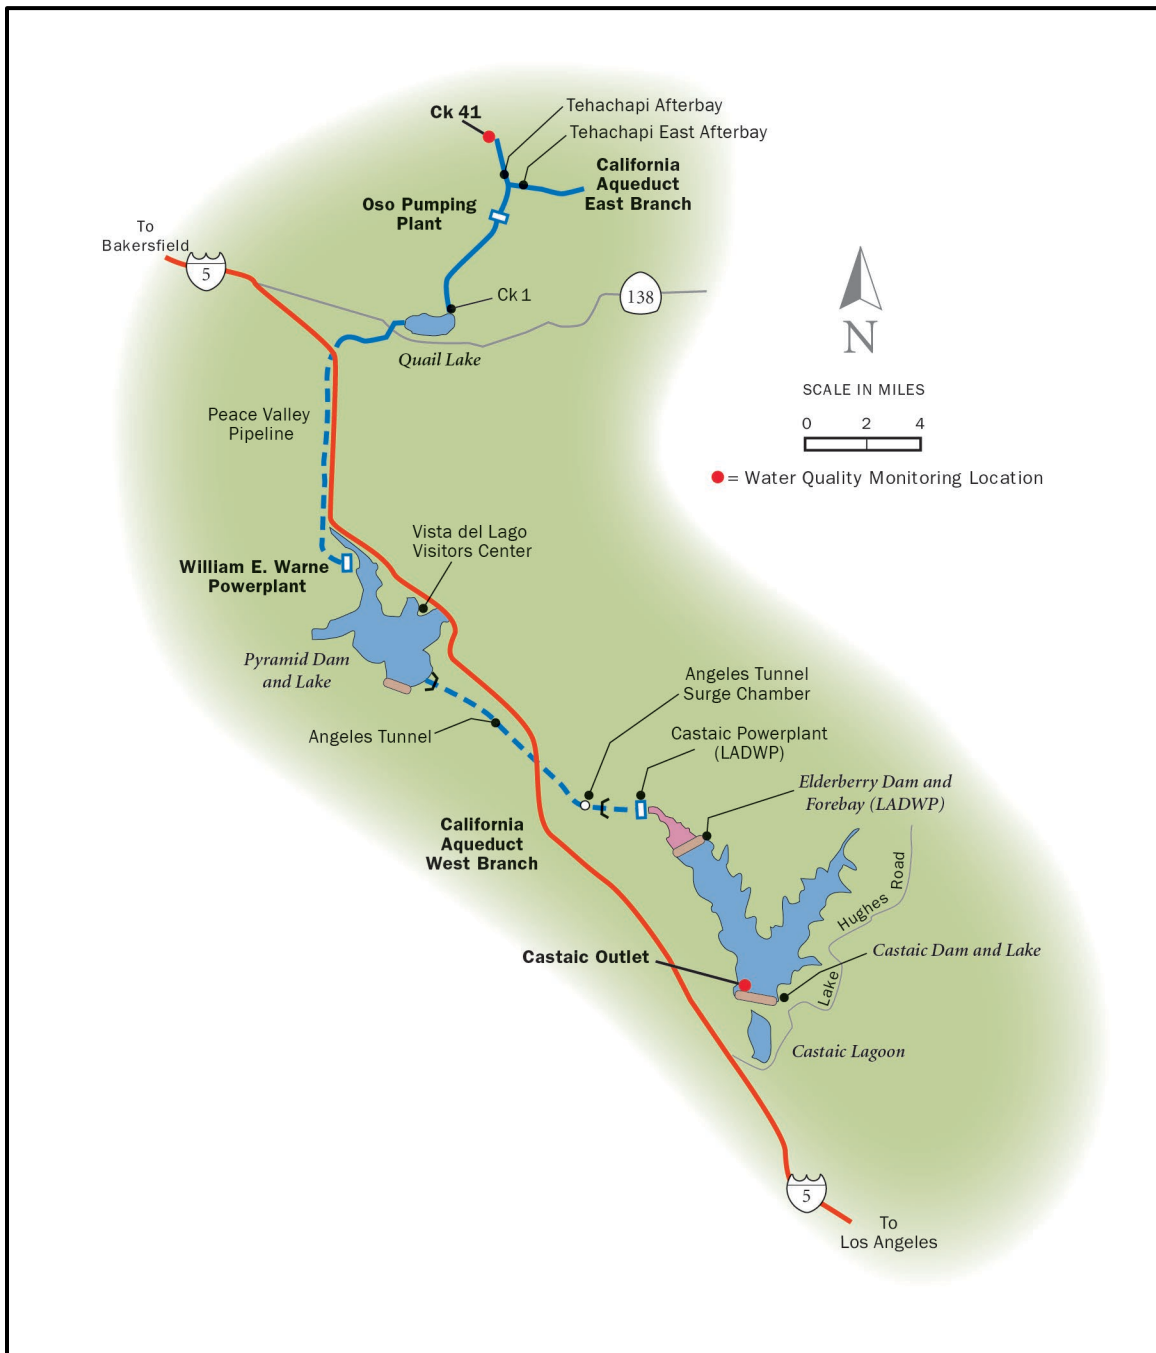 Ck 41
Tehachapi Afterbay
Tehachapi East Afterbay
California
Aqueduct
East Branch
Oso Pumping
Plant
To
Bakersfield
5
Ck 1
138
Quail Lake
N
SCALE IN MILES
0 2 4
= Water Quality Monitoring Location
Peace Valley
Pipeline
Vista del Lago
Visitors Center
William E. Warne
Powerplant
Pyramid Dam
and Lake
Angeles Tunnel
Surge Chamber
Angeles Tunnel
Castaic Powerplant
(LADWP)
Elderberry Dam and
Forebay (LADWP)
California
Aqueduct
West Branch
Lake Hughes Road
Castaic Outlet
Castaic Dam and Lake
Castaic Lagoon
5
To
Los Angeles